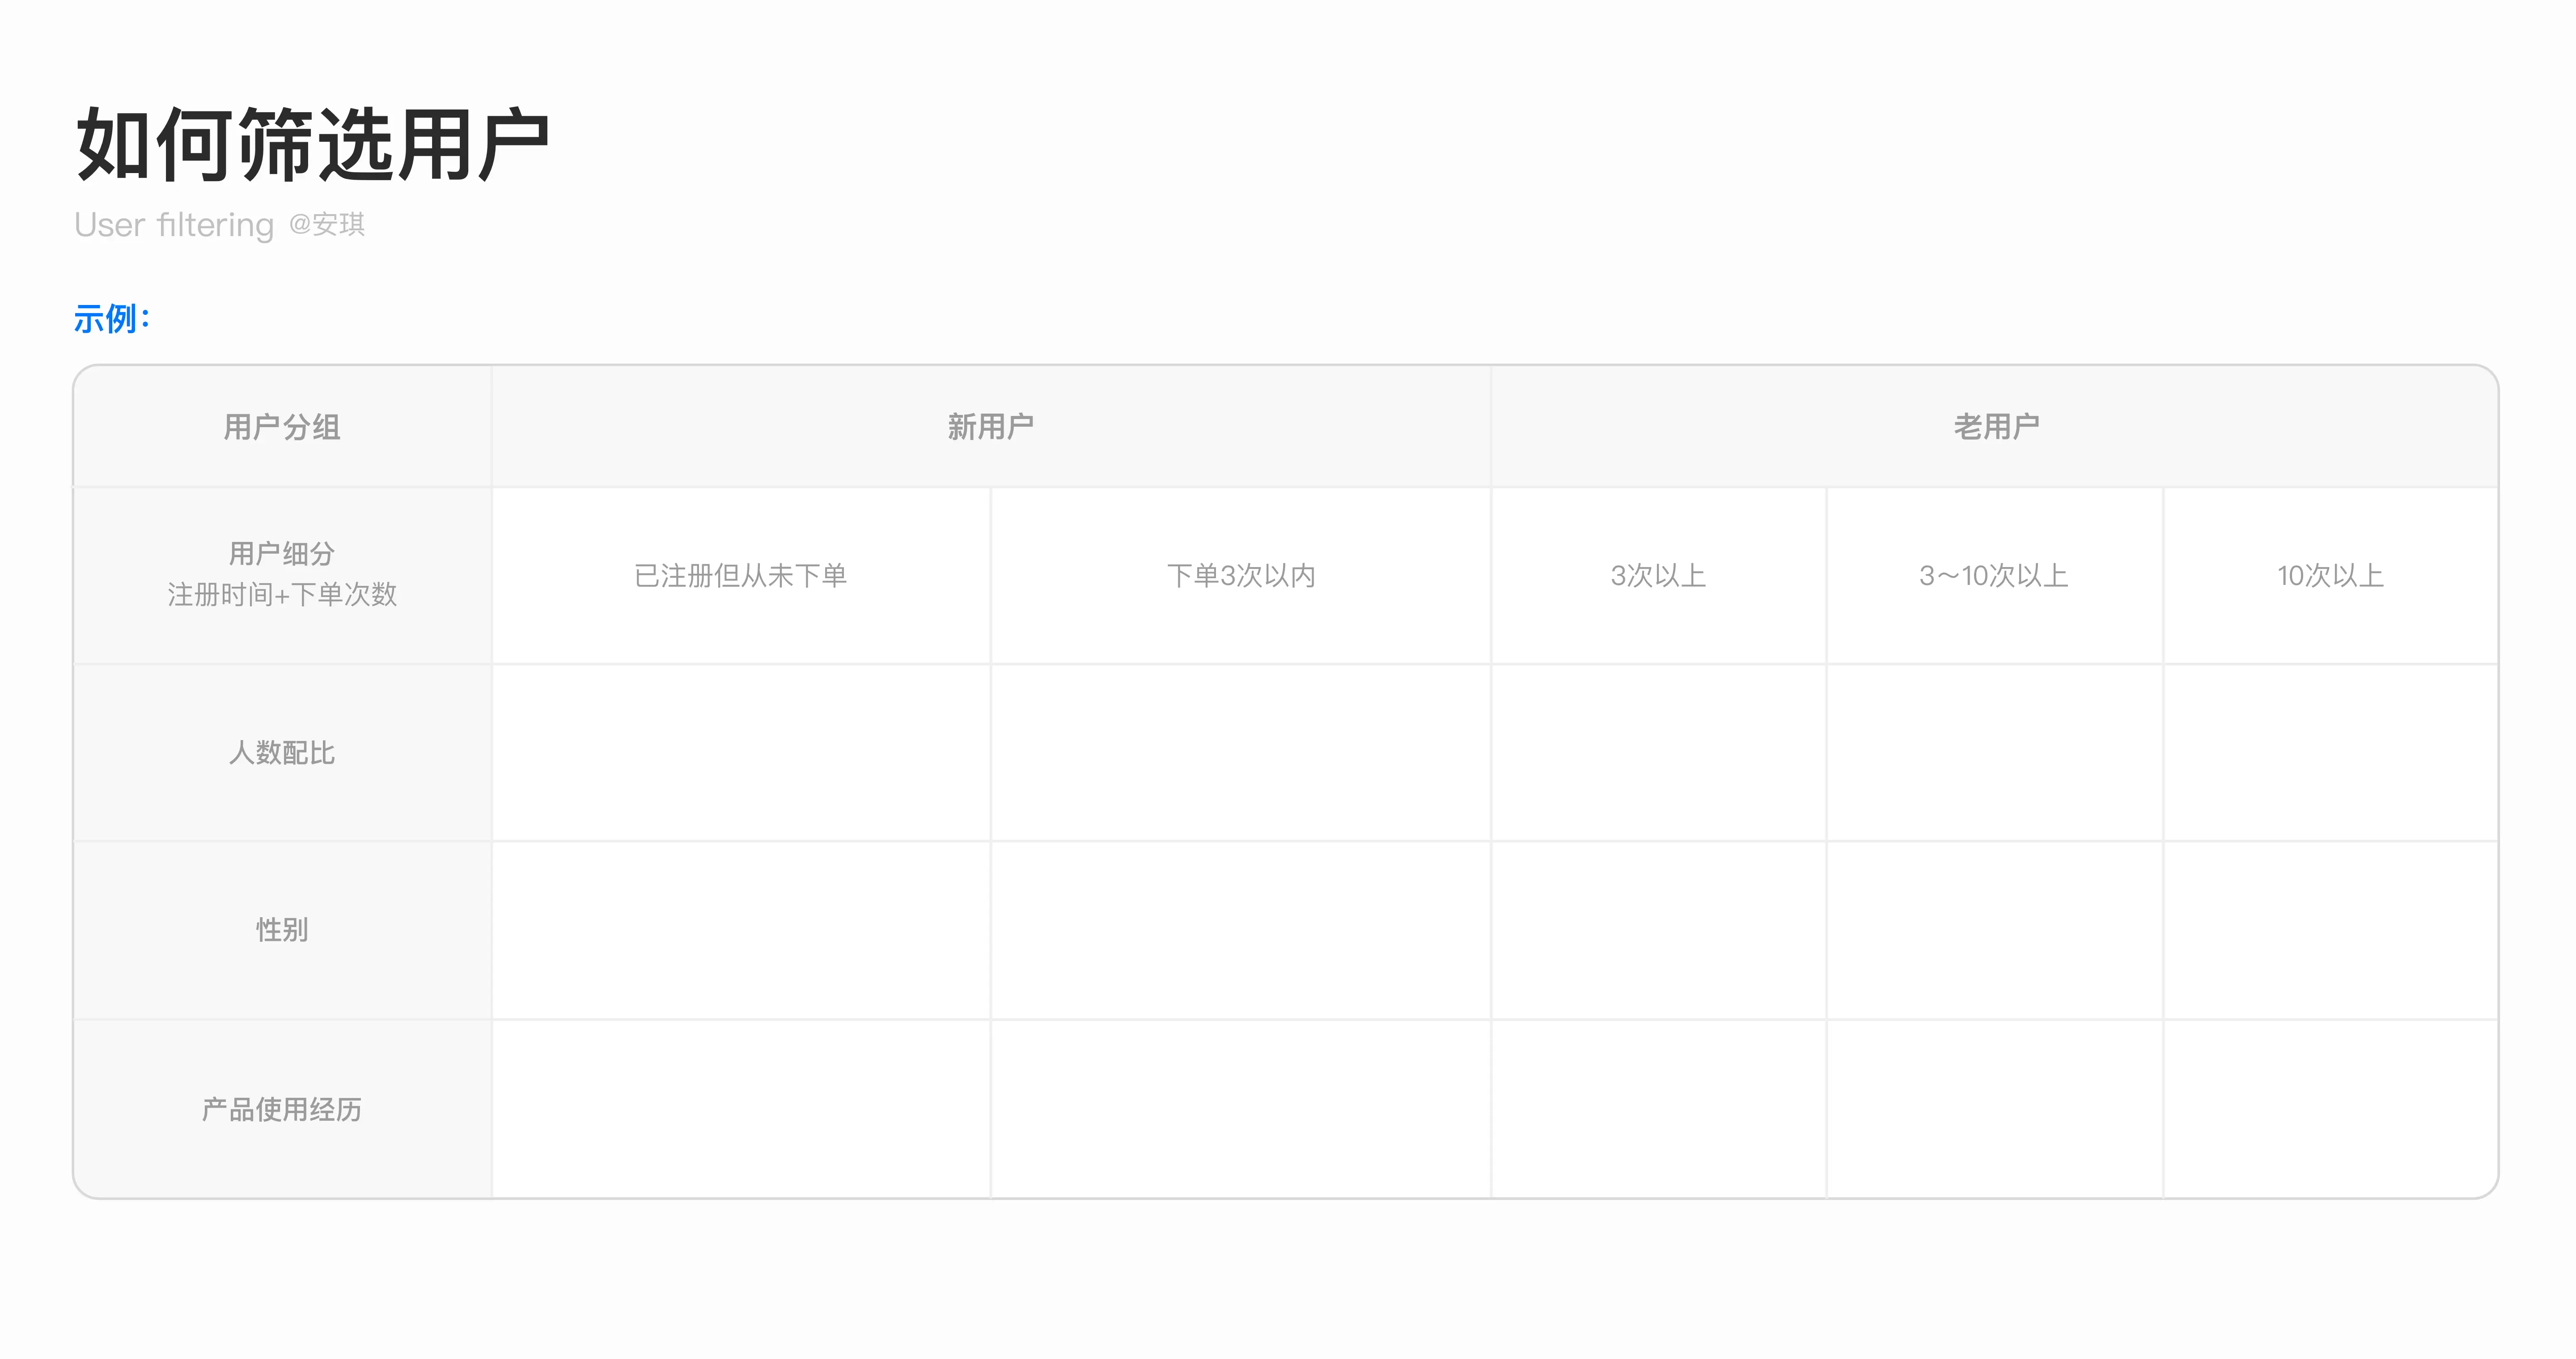 如何筛选用户
User filtering @安琪
示例：
用户分组 新用户 老用户
用户细分
注册时间+下单次数
已注册但从未下单 下单3次以内 3次以上 3～10次以上 10次以上
人数配比
性别
产品使用经历